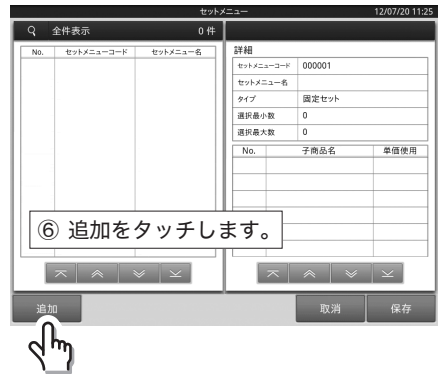 セットメニュー 12/07/20 11:25
全件表示 0 件
No. セットメニューコード セットメニュー名
詳細
セットメニューコード 000001
セットメニュー名
タイプ 固定セット
選択最小数 0
選択最大数 0
No. 子商品名 単価使用
⑥ 追加をタッチします。
追加 取消 保存